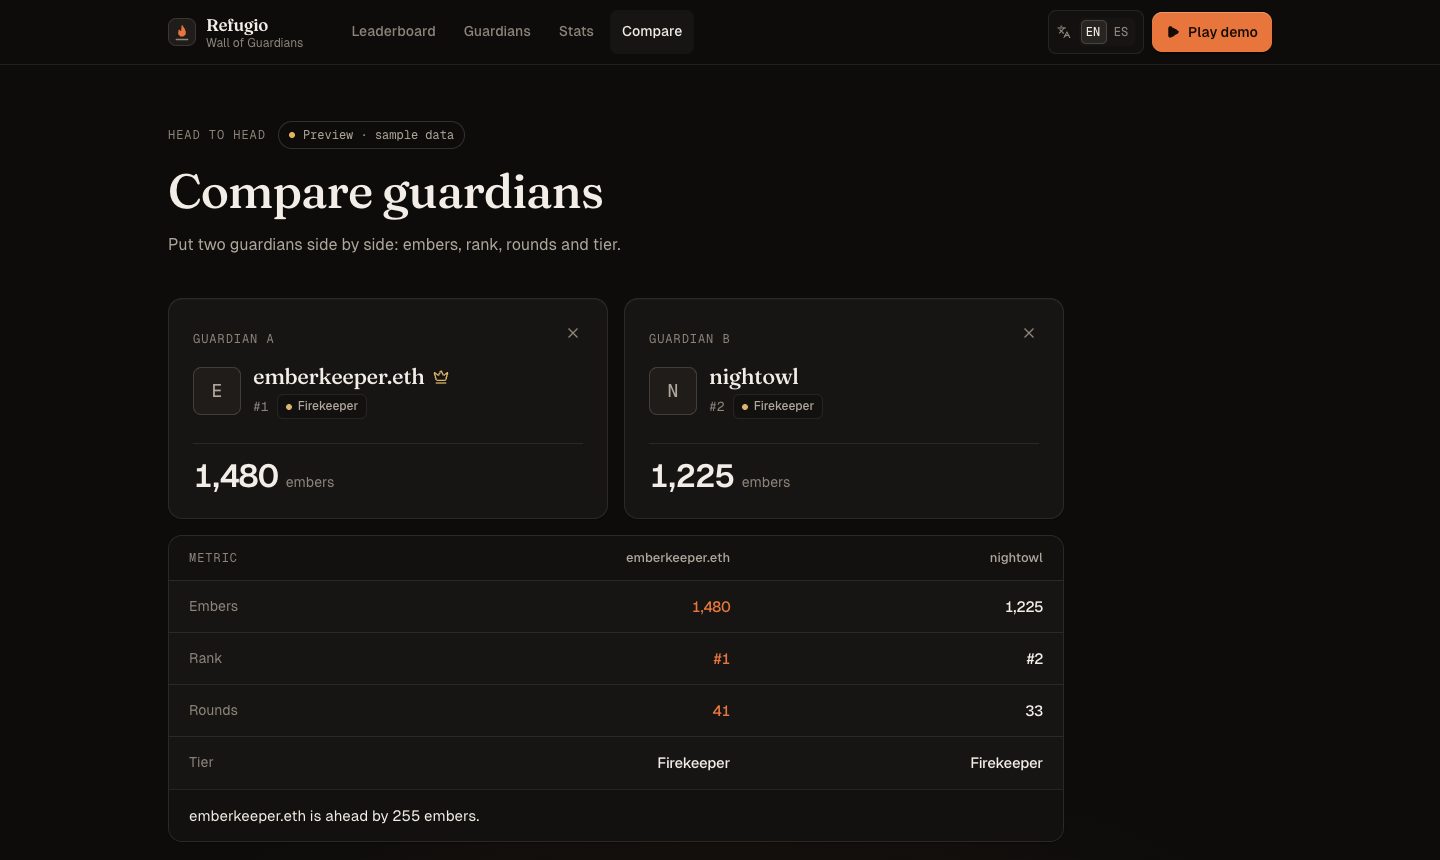 Refugio
Wall of Guardians
Leaderboard Guardians Stats Compare
EN ES
Play demo
HEAD TO HEAD
Preview · sample data
Compare guardians
Put two guardians side by side: embers, rank, rounds and tier.
GUARDIAN A
E
emberkeeper.eth
#1 Firekeeper
1,480 embers
GUARDIAN B
N
nightowl
#2 Firekeeper
1,225 embers
METRIC emberkeeper.eth nightowl
Embers 1,480 1,225
Rank #1 #2
Rounds 41 33
Tier Firekeeper Firekeeper
emberkeeper.eth is ahead by 255 embers.